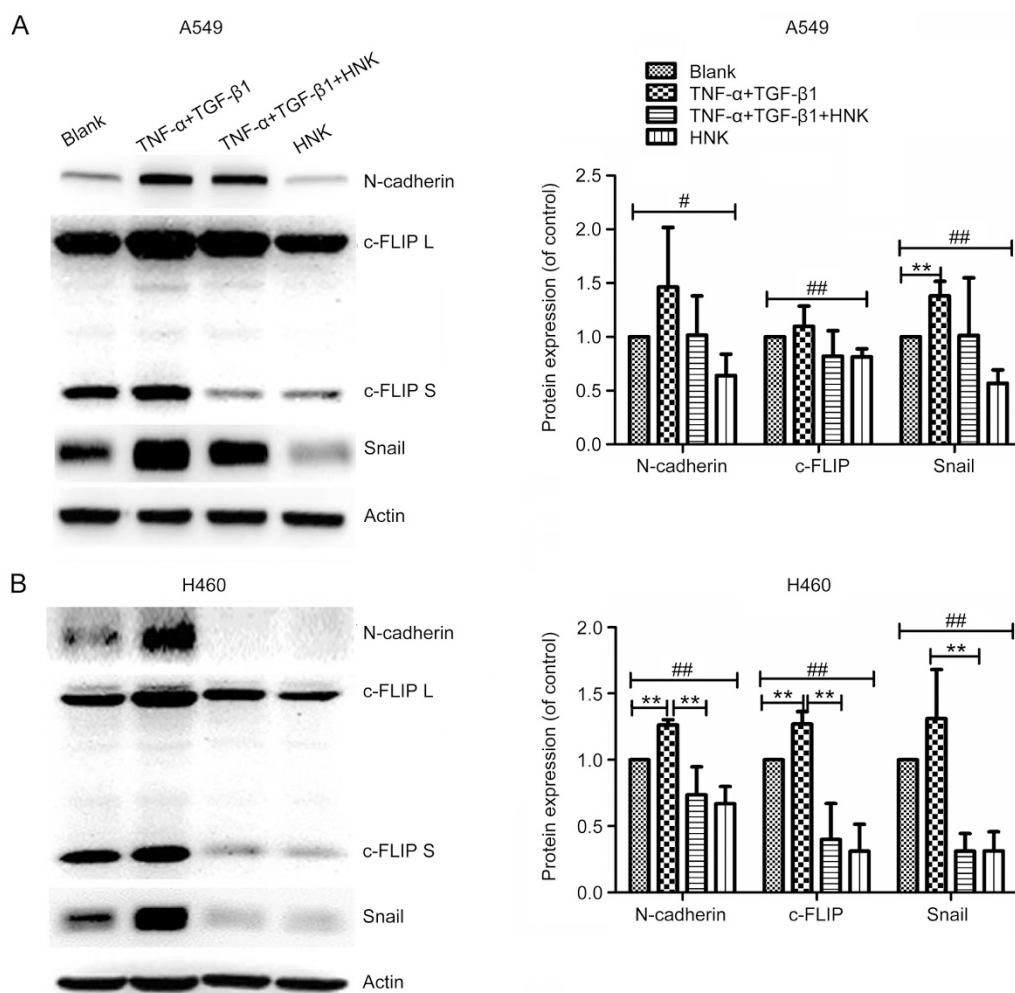 A
A549
Blank
TNF-α+TGF-β1
TNF-α+TGF-β1+HNK
HNK
N-cadherin
c-FLIP L
c-FLIP S
Snail
Actin
A549
Blank
TNF-α+TGF-β1
TNF-α+TGF-β1+HNK
HNK
Protein expression (of control)
2.5
2.0
1.5
1.0
0.5
0.0
#
##
##
**
N-cadherin
c-FLIP
Snail
B
H460
N-cadherin
c-FLIP L
c-FLIP S
Snail
Actin
H460
Protein expression (of control)
2.0
1.5
1.0
0.5
0.0
##
** **
##
** **
##
**
N-cadherin
c-FLIP
Snail